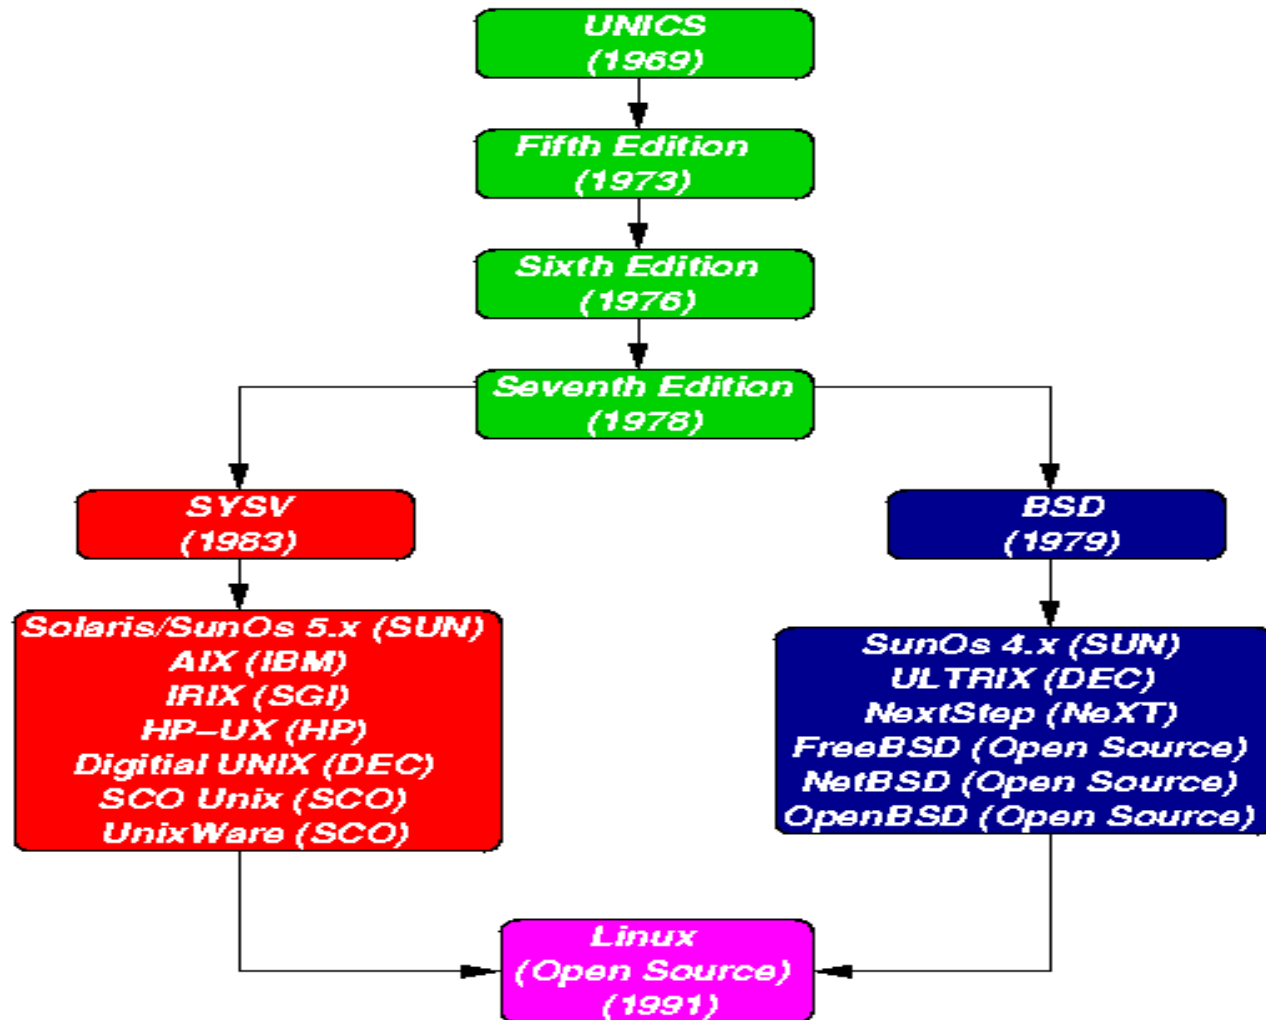 UNICS
(1969)
Fifth Edition
(1973)
Sixth Edition
(1976)
Seventh Edition
(1978)
SYSV
(1983)
BSD
(1979)
Solaris/SunOs 5.x (SUN)
AIX (IBM)
IRIX (SGI)
HP-UX (HP)
Digitial UNIX (DEC)
SCO Unix (SCO)
UnixWare (SCO)
SunOs 4.x (SUN)
ULTRIX (DEC)
NextStep (NeXT)
FreeBSD (Open Source)
NetBSD (Open Source)
OpenBSD (Open Source)
Linux
(Open Source)
(1991)